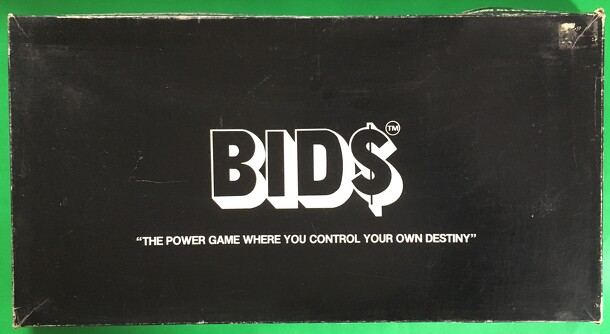 BID$™
“THE POWER GAME WHERE YOU CONTROL YOUR OWN DESTINY”